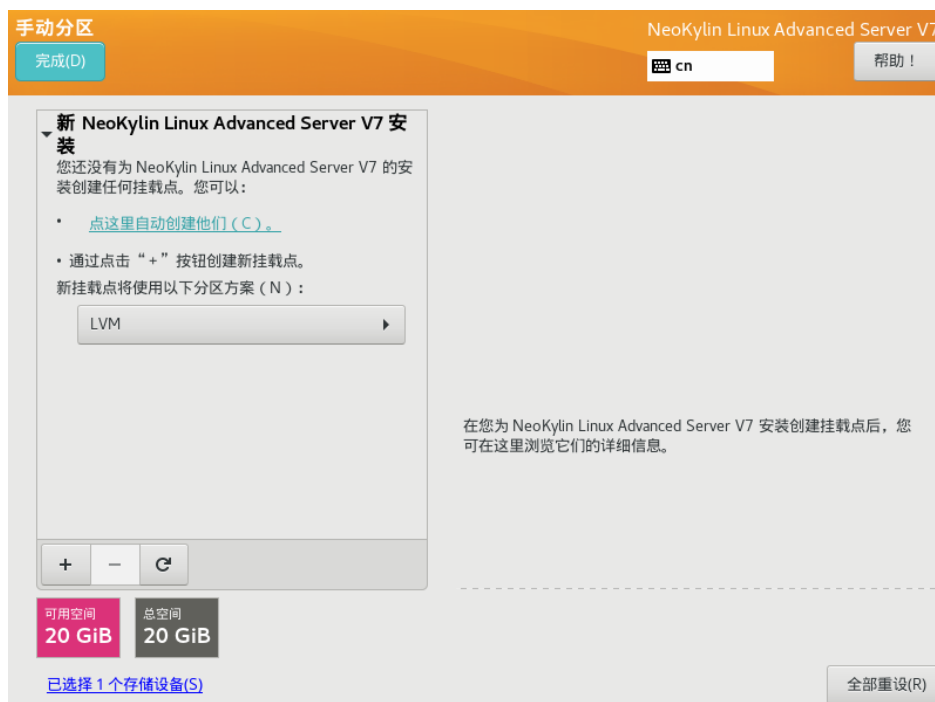 手动分区
NeoKylin Linux Advanced Server V7
完成(D)
cn
帮助！
新 NeoKylin Linux Advanced Server V7 安
装
您还没有为 NeoKylin Linux Advanced Server V7 的安
装创建任何挂载点。您可以：
• 点这里自动创建他们(C)。
• 通过点击“+”按钮创建新挂载点。
新挂载点将使用以下分区方案(N)：
LVM
在您为 NeoKylin Linux Advanced Server V7 安装创建挂载点后，您
可在这里浏览它们的详细信息。
+ −
可用空间
20 GiB
总空间
20 GiB
已选择 1 个存储设备(S)
全部重设(R)